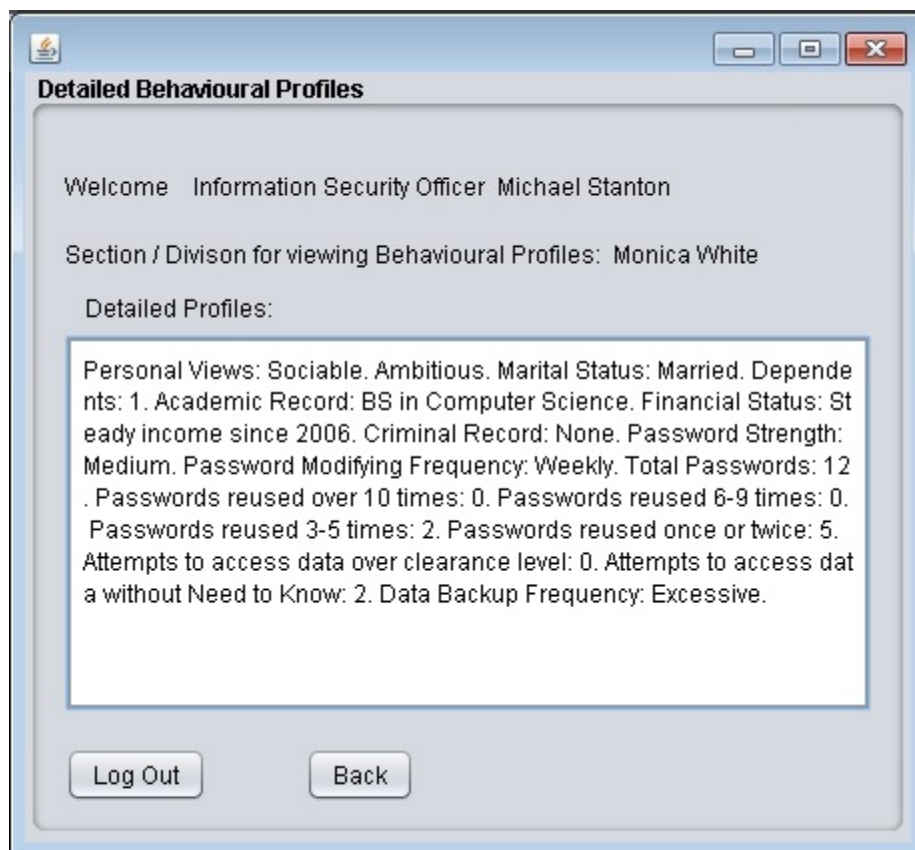 Detailed Behavioural Profiles
Welcome Information Security Officer Michael Stanton
Section / Divison for viewing Behavioural Profiles: Monica White
Detailed Profiles:
Personal Views: Sociable. Ambitious. Marital Status: Married. Depende
nts: 1. Academic Record: BS in Computer Science. Financial Status: St
eady income since 2006. Criminal Record: None. Password Strength:
Medium. Password Modifying Frequency: Weekly. Total Passwords: 12
. Passwords reused over 10 times: 0. Passwords reused 6-9 times: 0.
Passwords reused 3-5 times: 2. Passwords reused once or twice: 5.
Attempts to access data over clearance level: 0. Attempts to access dat
a without Need to Know: 2. Data Backup Frequency: Excessive.
Log Out Back